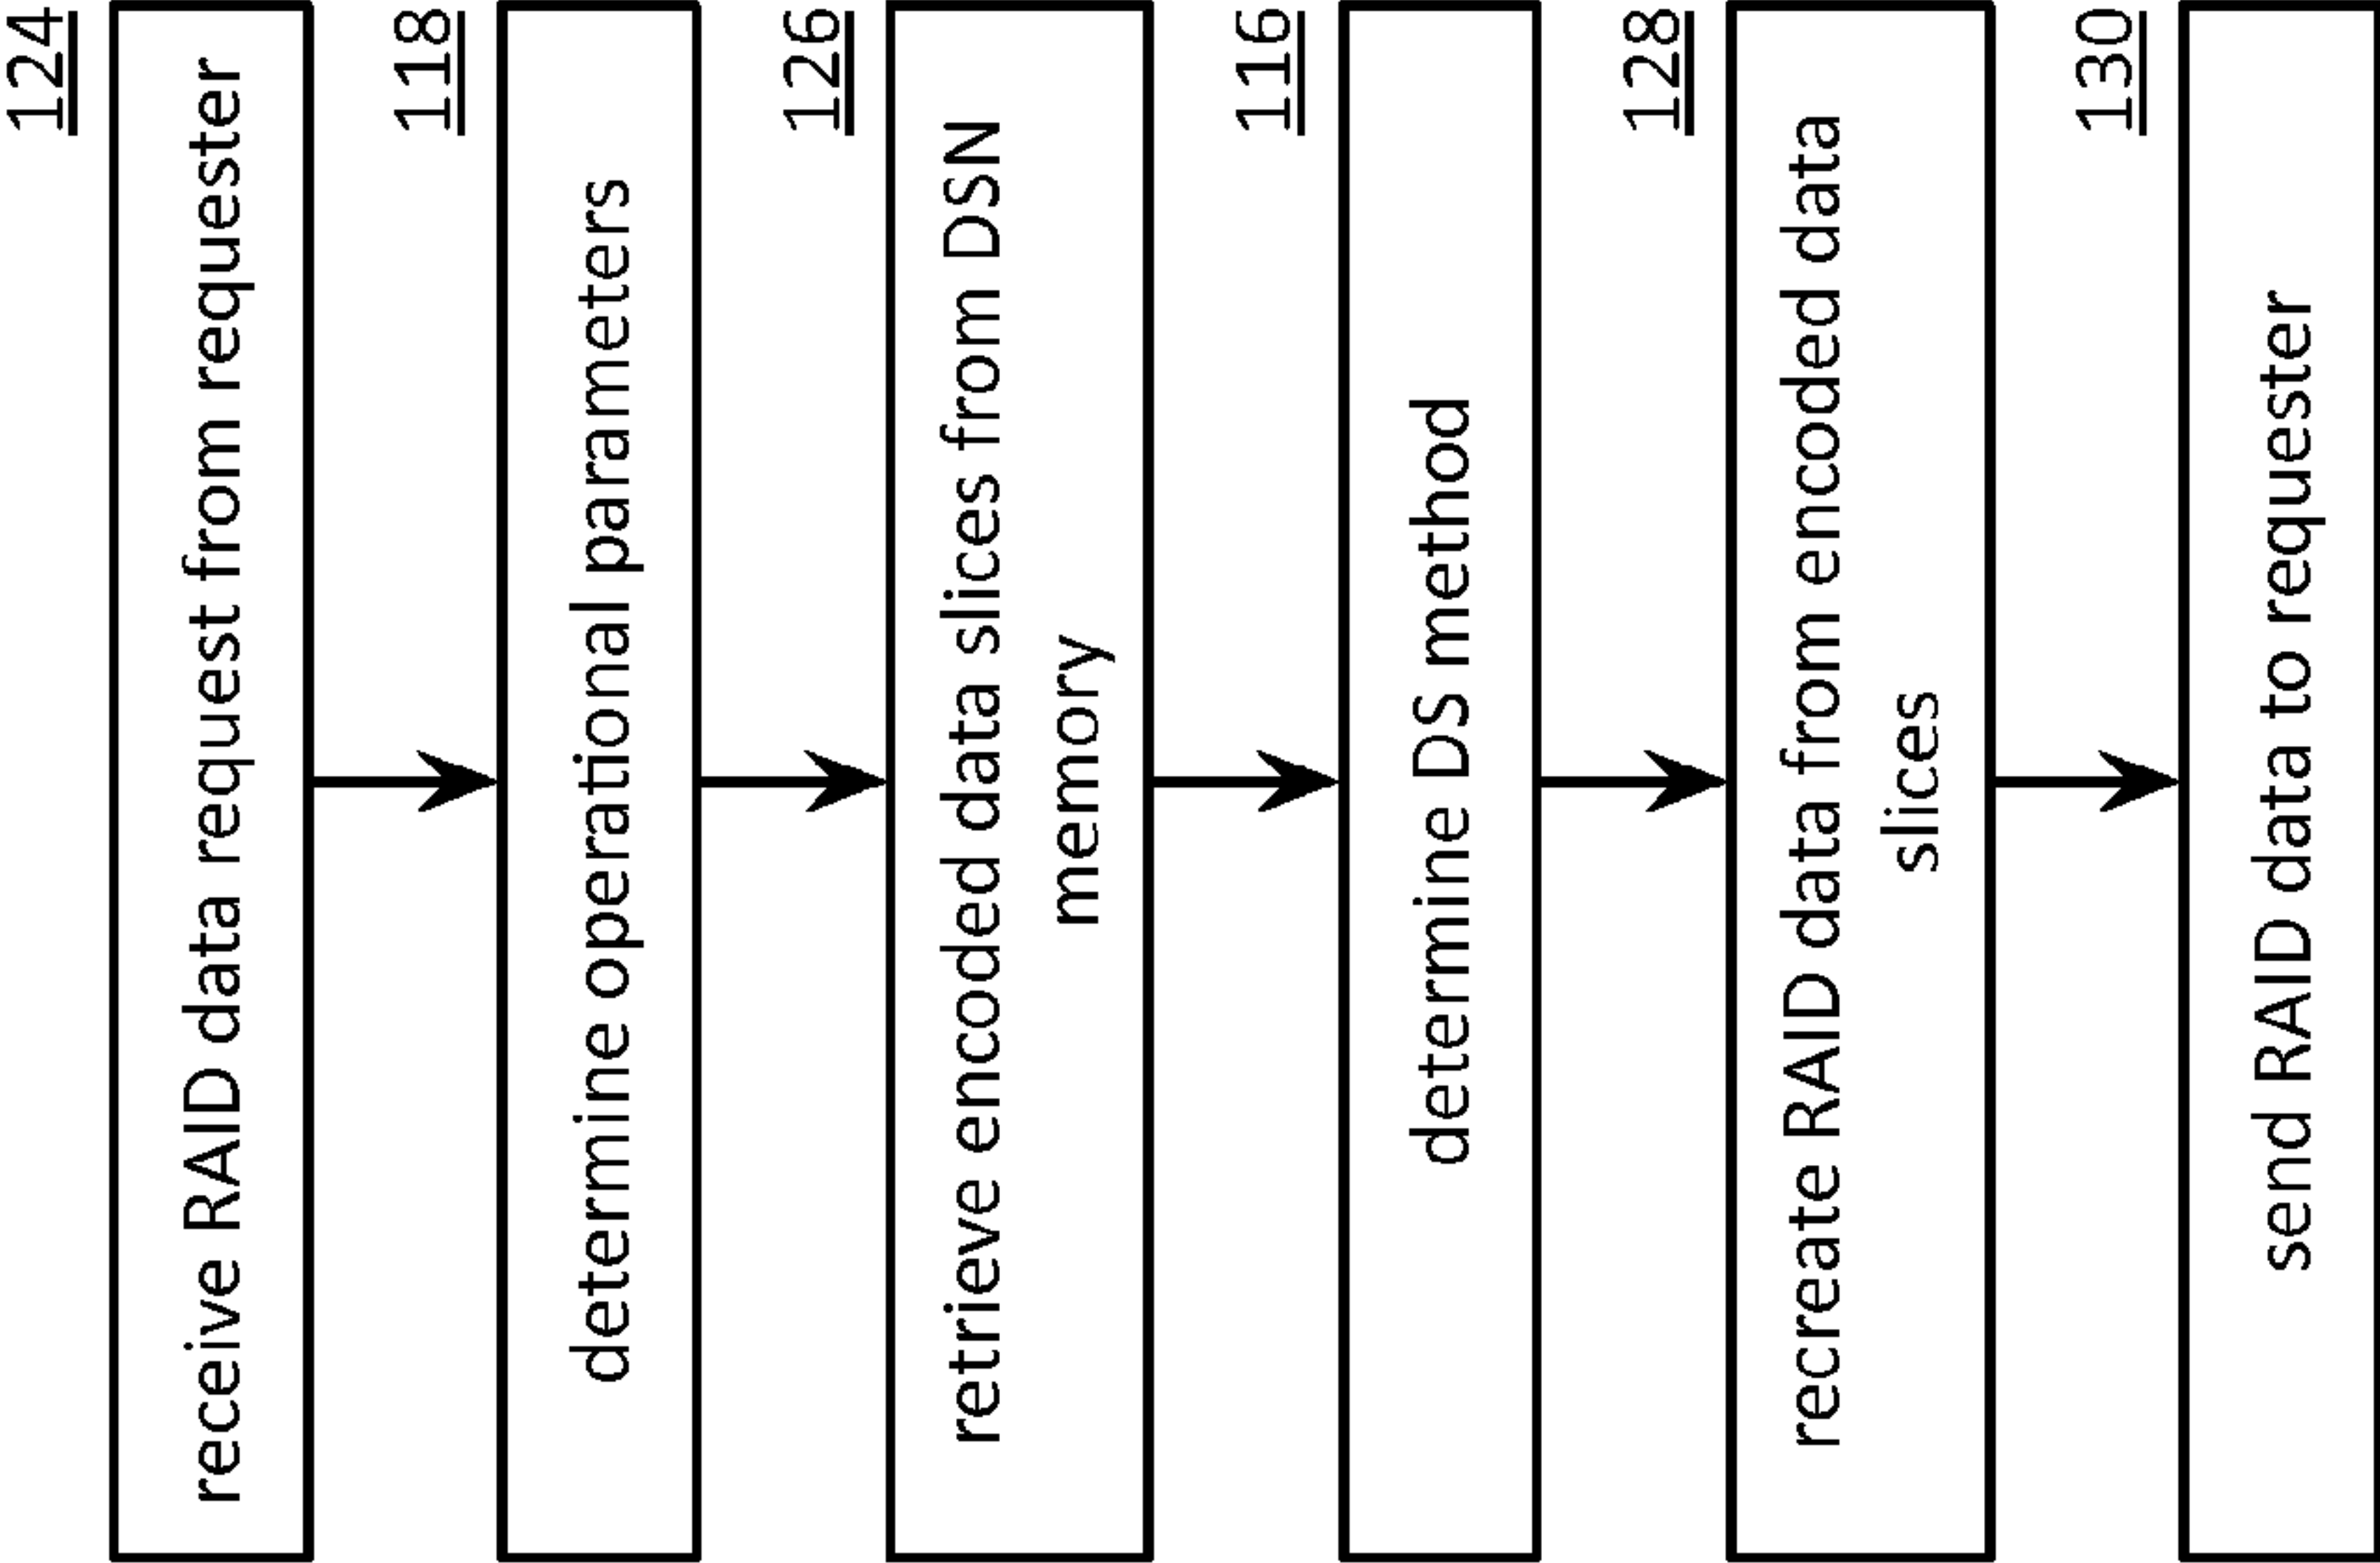 124
receive RAID data request from requester
118
determine operational parameters
126
retrieve encoded data slices from DSN
memory
116
determine DS method
128
recreate RAID data from encoded data
slices
130
send RAID data to requester